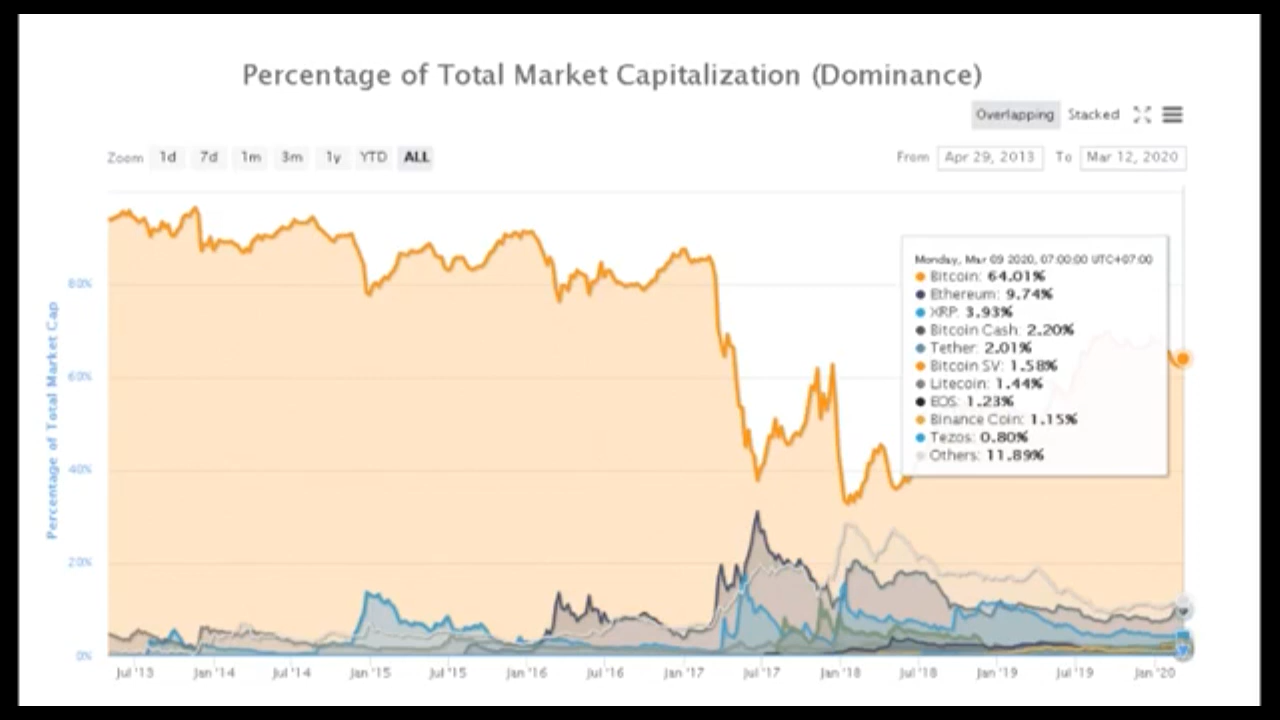 Percentage of Total Market Capitalization (Dominance)
Overlapping Stacked
Zoom 1d 7d 1m 3m 1y YTD ALL
From Apr 29, 2013 To Mar 12, 2020
Monday, Mar 09 2020, 07:00:00 UTC+07:00
Bitcoin: 64.01%
Ethereum: 9.74%
XRP: 3.93%
Bitcoin Cash: 2.20%
Tether: 2.01%
Bitcoin SV: 1.58%
Litecoin: 1.44%
EOS: 1.23%
Binance Coin: 1.15%
Tezos: 0.80%
Others: 11.89%
Percentage of Total Market Cap
80%
60%
40%
20%
0%
Jul '13 Jan '14 Jul '14 Jan '15 Jul '15 Jan '16 Jul '16 Jan '17 Jul '17 Jan '18 Jul '18 Jan '19 Jul '19 Jan '20